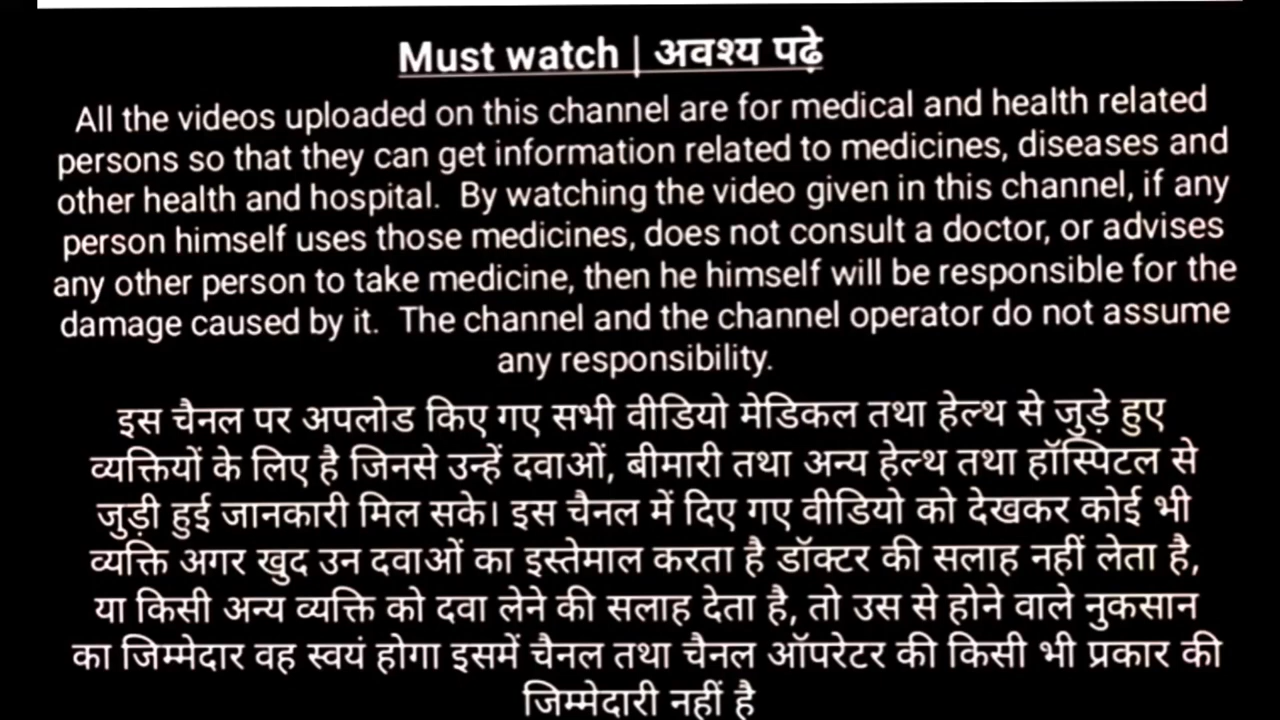 Must watch | अवश्य पढ़े
All the videos uploaded on this channel are for medical and health related
persons so that they can get information related to medicines, diseases and
other health and hospital. By watching the video given in this channel, if any
person himself uses those medicines, does not consult a doctor, or advises
any other person to take medicine, then he himself will be responsible for the
damage caused by it. The channel and the channel operator do not assume
any responsibility.
इस चैनल पर अपलोड किए गए सभी वीडियो मेडिकल तथा हेल्थ से जुड़े हुए
व्यक्तियों के लिए है जिनसे उन्हें दवाओं, बीमारी तथा अन्य हेल्थ तथा हॉस्पिटल से
जुड़ी हुई जानकारी मिल सके। इस चैनल में दिए गए वीडियो को देखकर कोई भी
व्यक्ति अगर खुद उन दवाओं का इस्तेमाल करता है डॉक्टर की सलाह नहीं लेता है,
या किसी अन्य व्यक्ति को दवा लेने की सलाह देता है, तो उस से होने वाले नुकसान
का जिम्मेदार वह स्वयं होगा इसमें चैनल तथा चैनल ऑपरेटर की किसी भी प्रकार की
जिम्मेदारी नहीं है